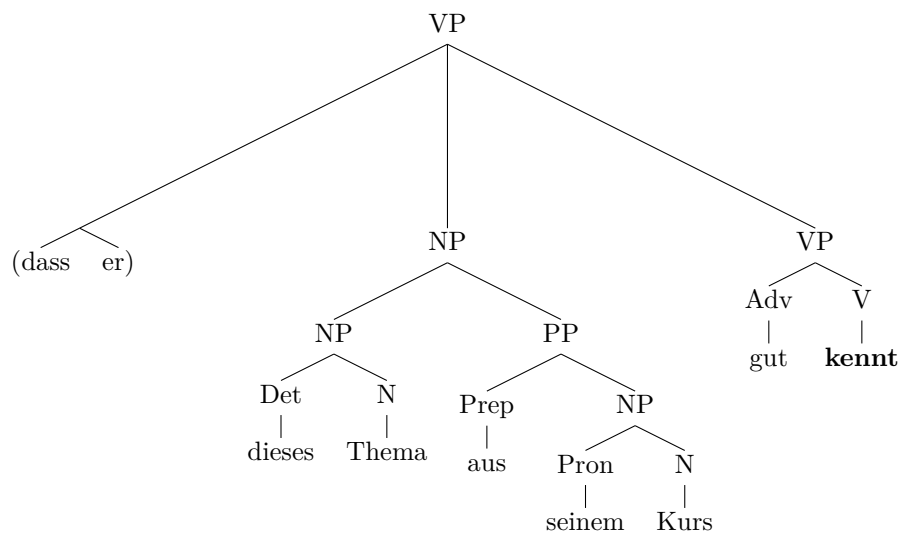 VP
(dass er) NP VP
Adv V
NP PP
gut kennt
Det N Prep NP
dieses Thema aus
Pron N
seinem Kurs